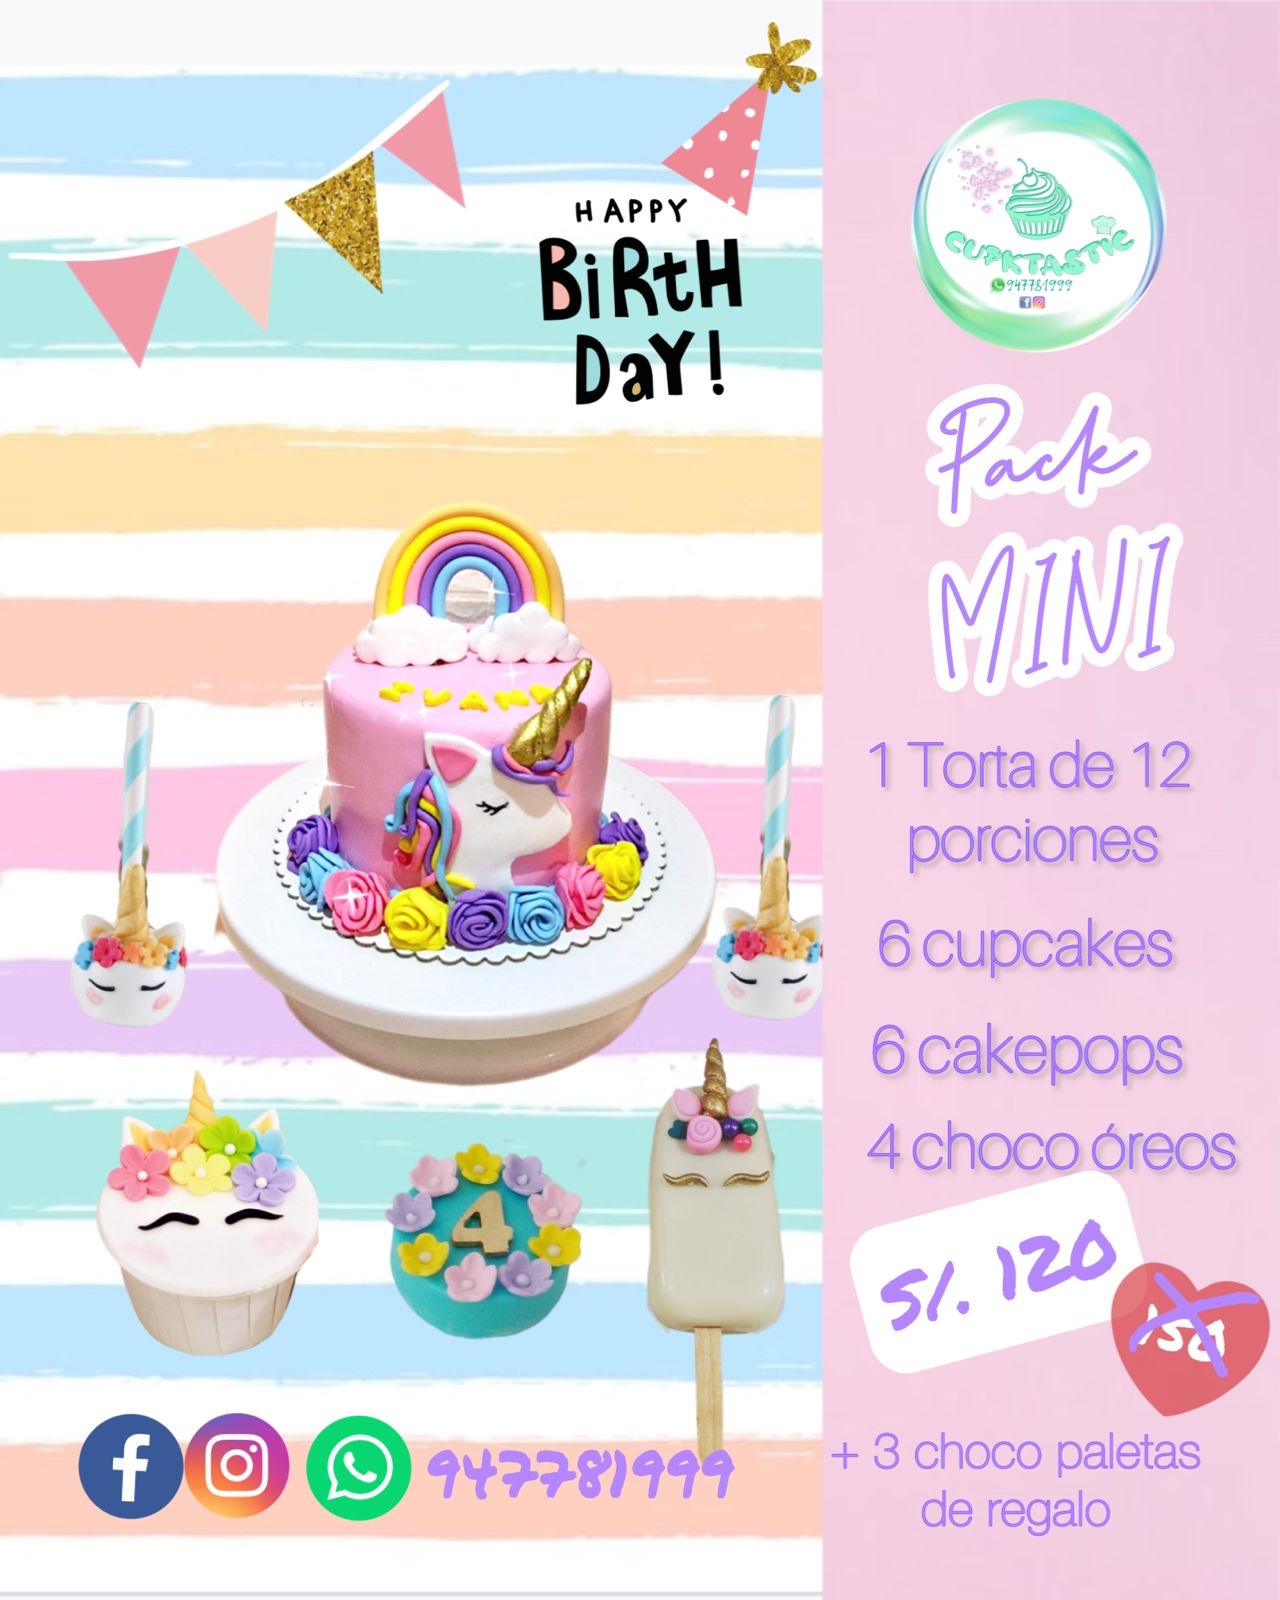 HAPPY
BiRtH
DaY!
4
947781999
CUPKTASTIC
947781999
Pack
MINI
1 Torta de 12
porciones
6 cupcakes
6 cakepops
4 choco óreos
S/. 120
150
+ 3 choco paletas
de regalo